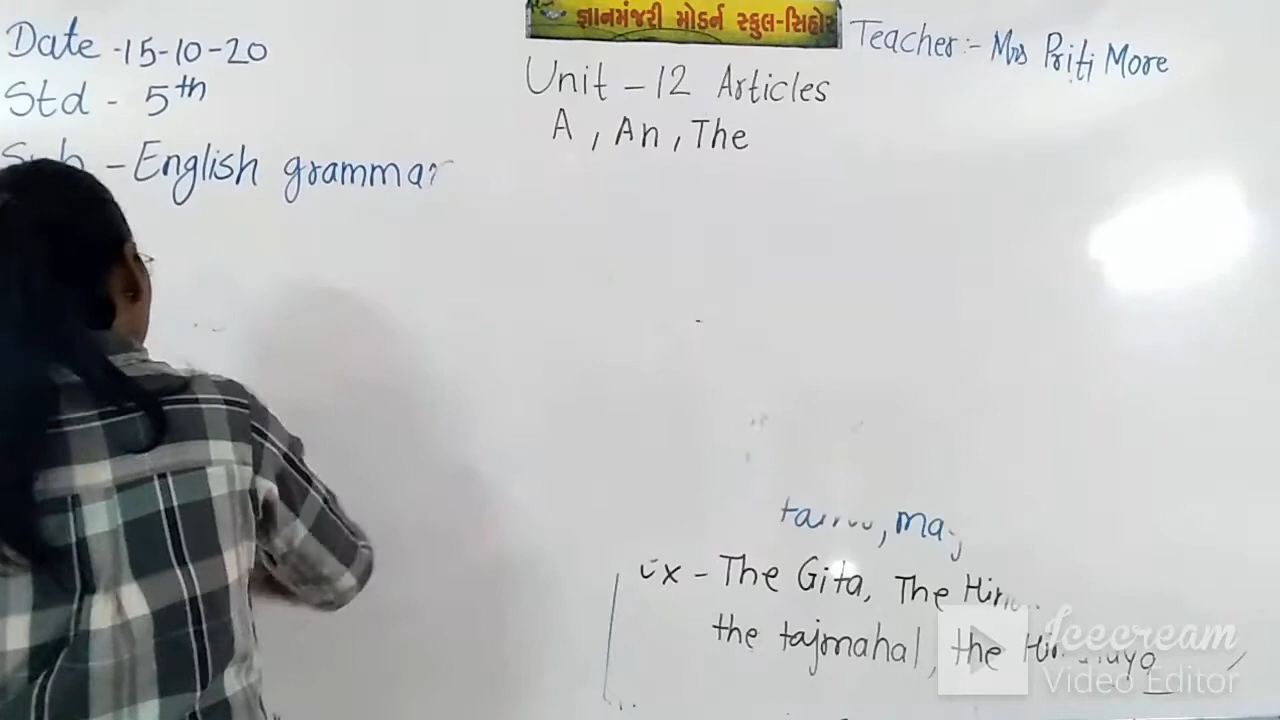 Date -15-10-20
જ્ઞાનમંજરી મોડર્ન સ્કુલ-સિહોર
Teacher:- Mrs Priti More
Std - 5th
Unit - 12 Articles
A , An , The
- English grammar
Ex - The Gita, The
the tajmahal, the
Icecream
Video Editor